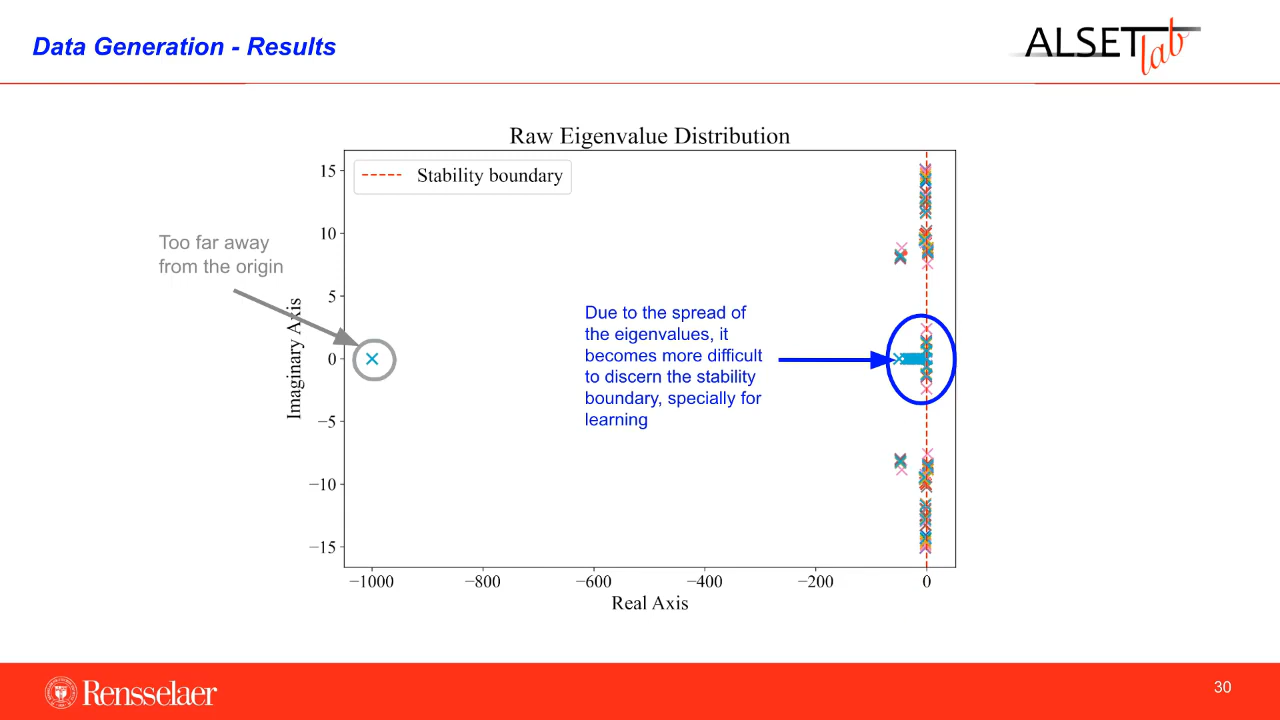 Data Generation - Results
ALSET lab
Raw Eigenvalue Distribution
Stability boundary
Too far away
from the origin
Due to the spread of
the eigenvalues, it
becomes more difficult
to discern the stability
boundary, specially for
learning
Imaginary Axis
15
10
5
0
−5
−10
−15
−1000
−800
−600
−400
−200
0
Real Axis
Rensselaer
30